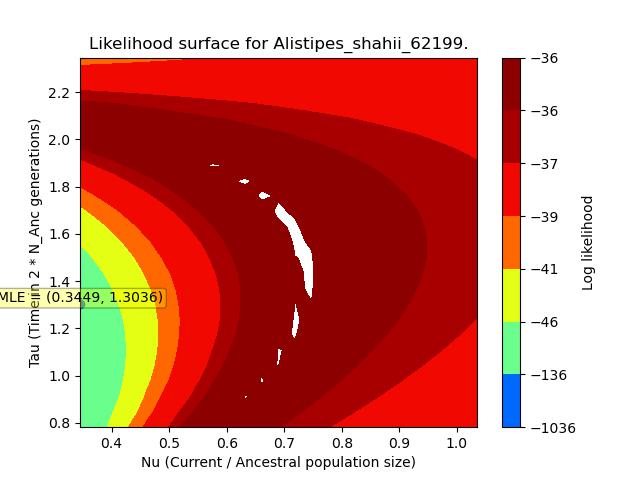 Likelihood surface for Alistipes_shahii_62199.
Tau (Time in 2 * N_Anc generations)
2.2
2.0
1.8
1.6
1.4
1.2
1.0
0.8
MLE (0.3449, 1.3036)
0.4 0.5 0.6 0.7 0.8 0.9 1.0
Nu (Current / Ancestral population size)
−36
−36
−37
−39
−41
−46
−136
−1036
Log likelihood